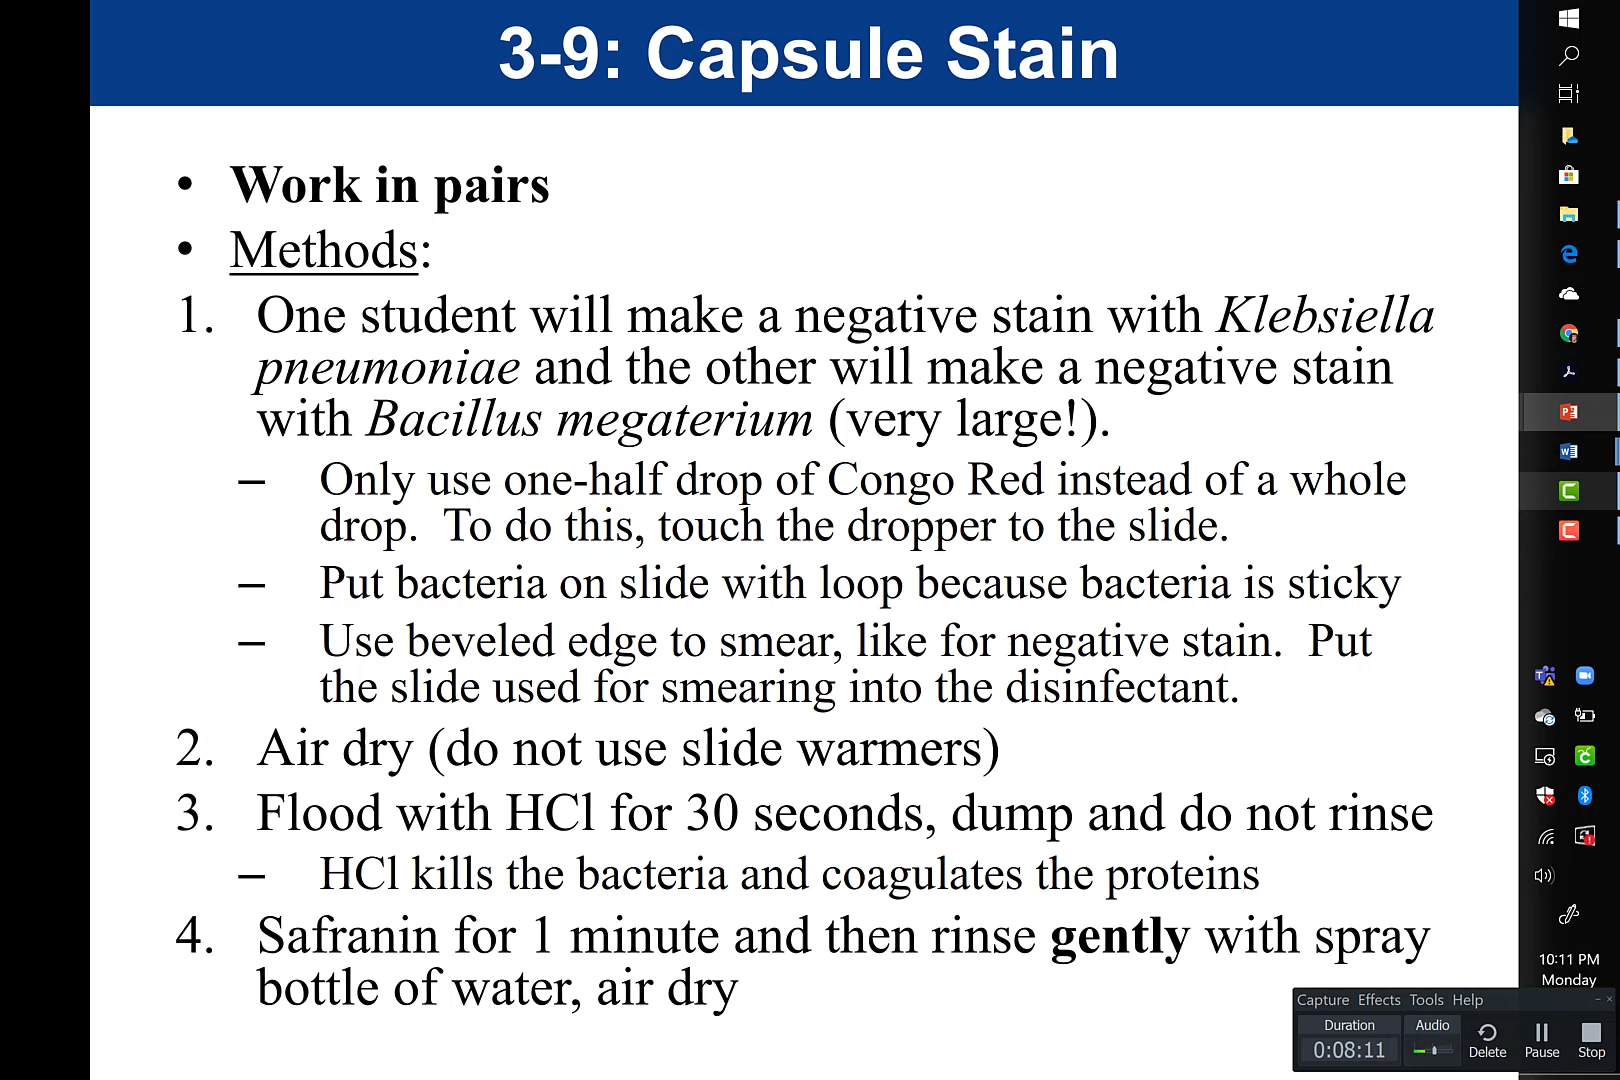 3-9: Capsule Stain
• Work in pairs
• Methods:
1. One student will make a negative stain with Klebsiella
pneumoniae and the other will make a negative stain
with Bacillus megaterium (very large!).
– Only use one-half drop of Congo Red instead of a whole
drop. To do this, touch the dropper to the slide.
– Put bacteria on slide with loop because bacteria is sticky
– Use beveled edge to smear, like for negative stain. Put
the slide used for smearing into the disinfectant.
2. Air dry (do not use slide warmers)
3. Flood with HCl for 30 seconds, dump and do not rinse
– HCl kills the bacteria and coagulates the proteins
4. Safranin for 1 minute and then rinse gently with spray
bottle of water, air dry
10:11 PM
Monday
Capture Effects Tools Help
Duration Audio
0:08:11 Delete Pause Stop